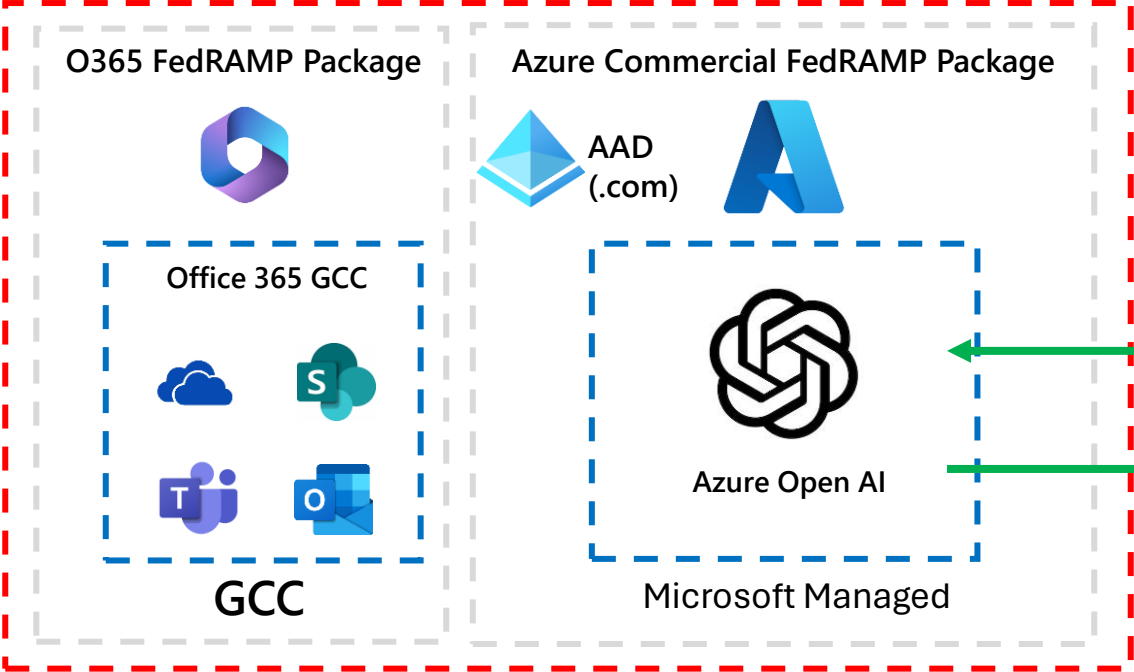 O365 FedRAMP Package
Azure Commercial FedRAMP Package
AAD
(.com)
Office 365 GCC
S
T
O
Azure Open AI
GCC
Microsoft Managed